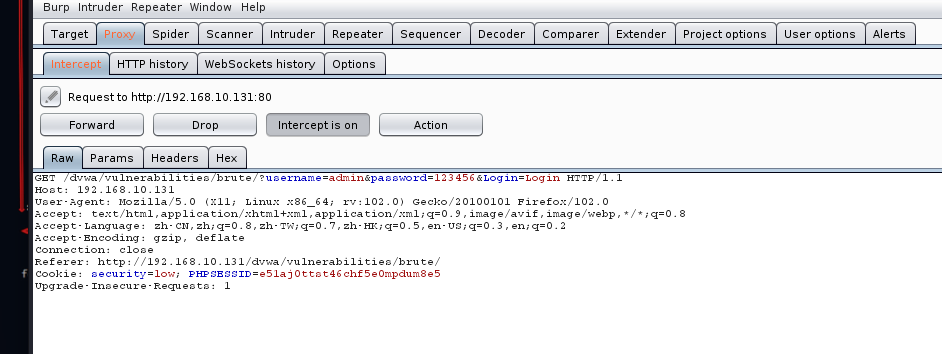 Burp Intruder Repeater Window Help
Target Proxy Spider Scanner Intruder Repeater Sequencer Decoder Comparer Extender Project options User options Alerts
Intercept HTTP history WebSockets history Options
Request to http://192.168.10.131:80
Forward Drop Intercept is on Action
Raw Params Headers Hex
GET /dvwa/vulnerabilities/brute/?username=admin&password=123456&Login=Login HTTP/1.1
Host: 192.168.10.131
User-Agent: Mozilla/5.0 (X11; Linux x86_64; rv:102.0) Gecko/20100101 Firefox/102.0
Accept: text/html,application/xhtml+xml,application/xml;q=0.9,image/avif,image/webp,*/*;q=0.8
Accept-Language: zh-CN,zh;q=0.8,zh-TW;q=0.7,zh-HK;q=0.5,en-US;q=0.3,en;q=0.2
Accept-Encoding: gzip, deflate
Connection: close
Referer: http://192.168.10.131/dvwa/vulnerabilities/brute/
Cookie: security=low; PHPSESSID=e51aj0ttst46chf5e0mpdum8e5
Upgrade-Insecure-Requests: 1